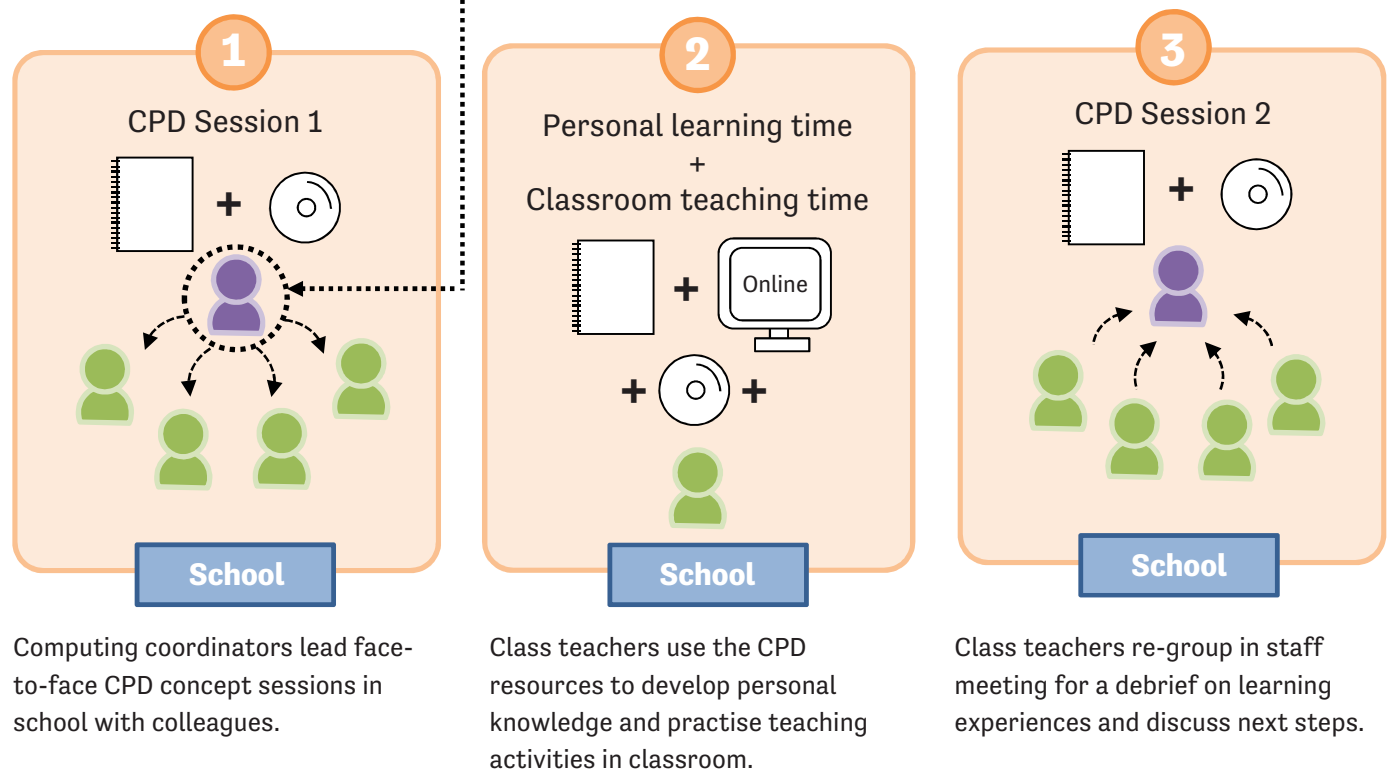 1
CPD Session 1
+
School
Computing coordinators lead face-
to-face CPD concept sessions in
school with colleagues.
2
Personal learning time
+
Classroom teaching time
+
Online
+ +
School
Class teachers use the CPD
resources to develop personal
knowledge and practise teaching
activities in classroom.
3
CPD Session 2
+
School
Class teachers re-group in staff
meeting for a debrief on learning
experiences and discuss next steps.